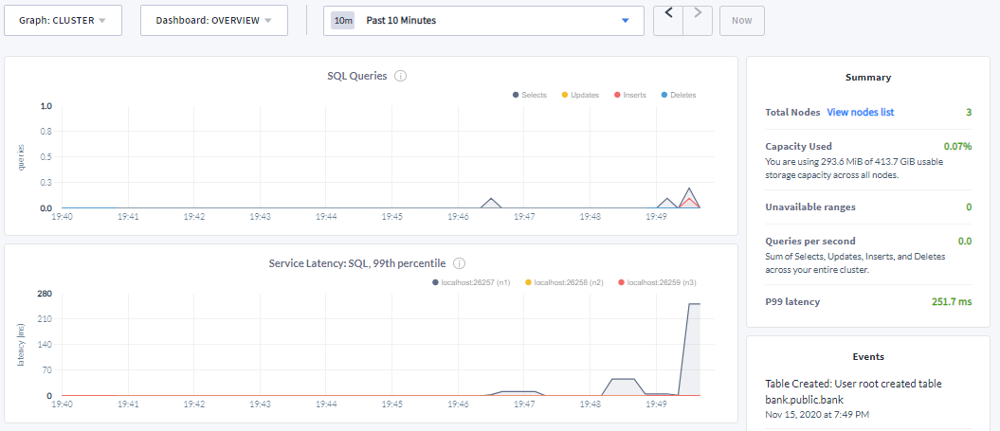 Graph: CLUSTER
Dashboard: OVERVIEW
10m Past 10 Minutes
Now
SQL Queries
Selects Updates Inserts Deletes
queries
1.0
0.8
0.5
0.3
0.0
19:40 19:41 19:42 19:43 19:44 19:45 19:46 19:47 19:48 19:49
Service Latency: SQL, 99th percentile
localhost:26257 (n1) localhost:26258 (n2) localhost:26259 (n3)
latency (ms)
280
210
140
70
0
19:40 19:41 19:42 19:43 19:44 19:45 19:46 19:47 19:48 19:49
Summary
Total Nodes View nodes list 3
Capacity Used 0.07%
You are using 293.6 MiB of 413.7 GiB usable
storage capacity across all nodes.
Unavailable ranges 0
Queries per second 0.0
Sum of Selects, Updates, Inserts, and Deletes
across your entire cluster.
P99 latency 251.7 ms
Events
Table Created: User root created table
bank.public.bank
Nov 15, 2020 at 7:49 PM